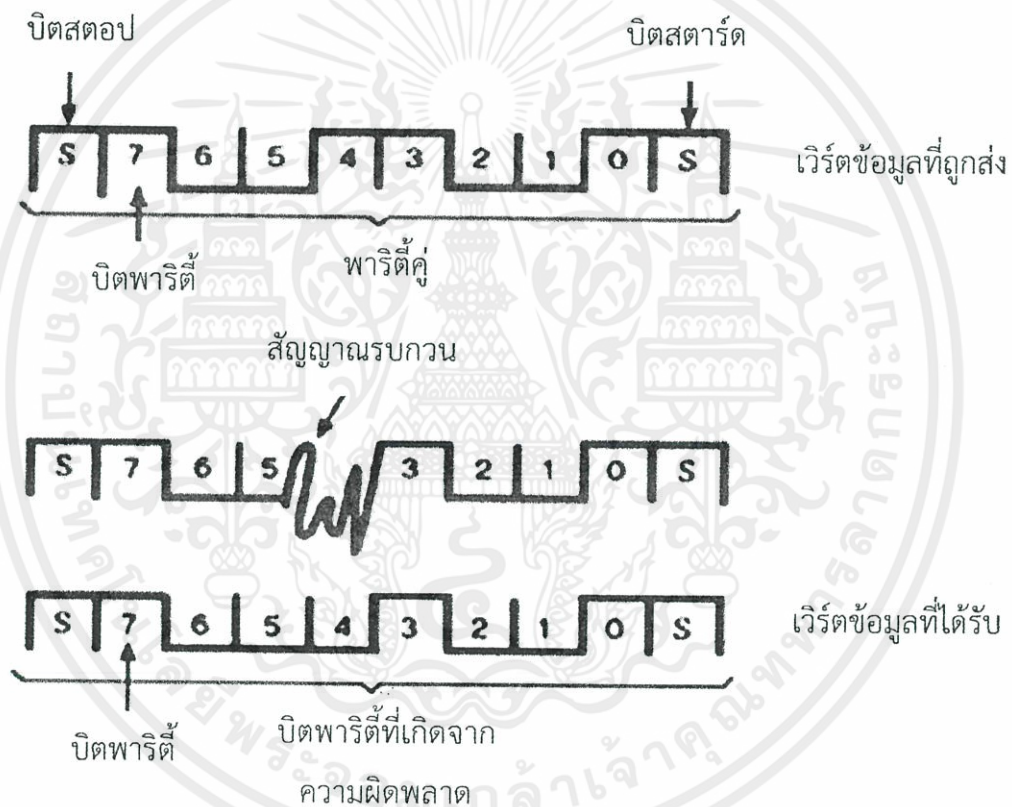 บิตสตอป บิตสตาร์ด
S 7 6 5 4 3 2 1 0 S เวิร์ตข้อมูลที่ถูกส่ง
บิตพาริตี้ พาริตี้คู่
สัญญาณรบกวน
S 7 6 5 3 2 1 0 S
S 7 6 5 4 3 2 1 0 S เวิร์ตข้อมูลที่ได้รับ
บิตพาริตี้ บิตพาริตี้ที่เกิดจาก
ความผิดพลาด